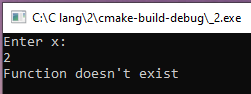 C:\C lang\2\cmake-build-debug\_2.exe
Enter x:
2
Function doesn't exist